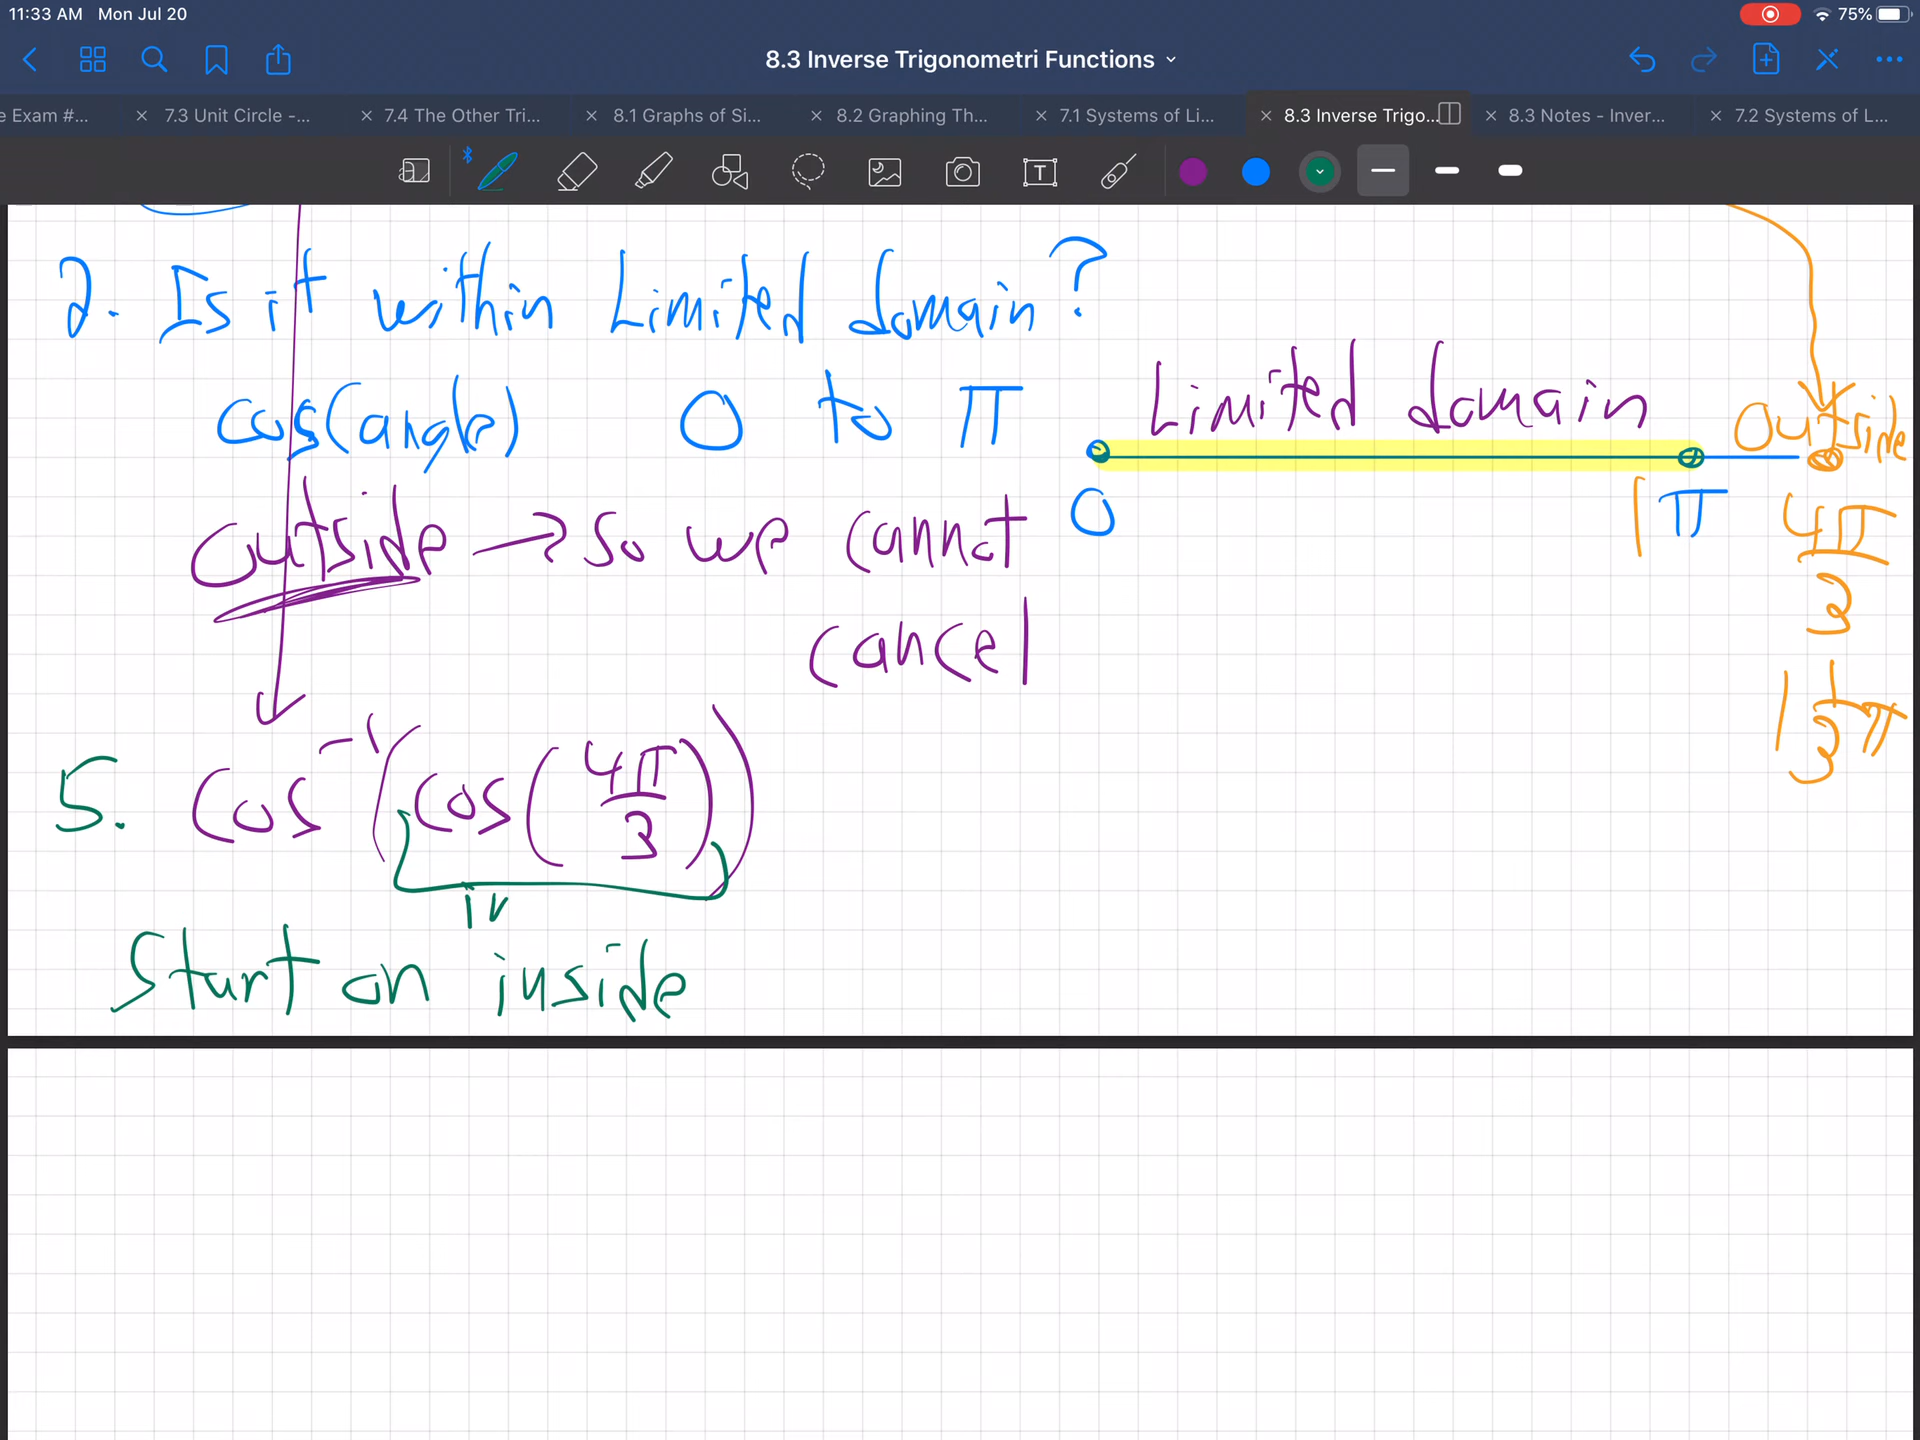 11:33 AM Mon Jul 20
75%
8.3 Inverse Trigonometri Functions
e Exam #...
7.3 Unit Circle -...
7.4 The Other Tri...
8.1 Graphs of Si...
8.2 Graphing Th...
7.1 Systems of Li...
8.3 Inverse Trigo...
8.3 Notes - Inver...
7.2 Systems of L...
T
2. Is it within Limited domain?
cos(angle) 0 to π
Limited domain
Outside
0
1π
4π/3
1 1/3 π
outside → so we cannot
cancel
5. cos⁻¹(cos(4π/3))
Start on inside